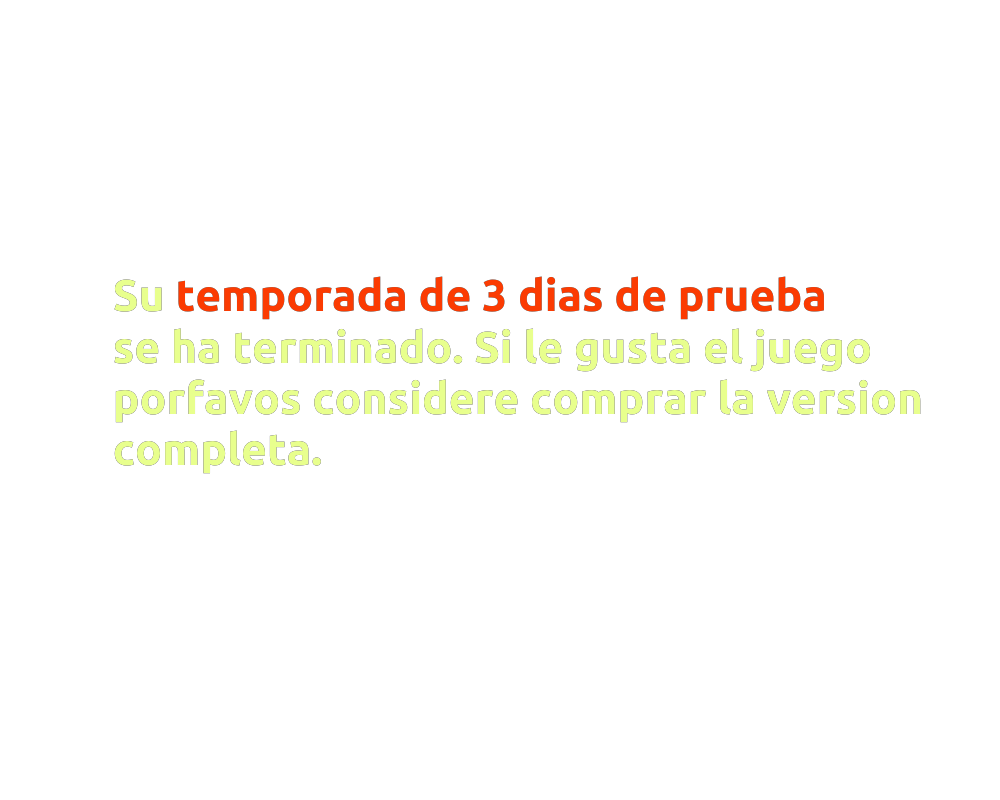 Su temporada de 3 dias de prueba
se ha terminado. Si le gusta el juego
porfavos considere comprar la version
completa.